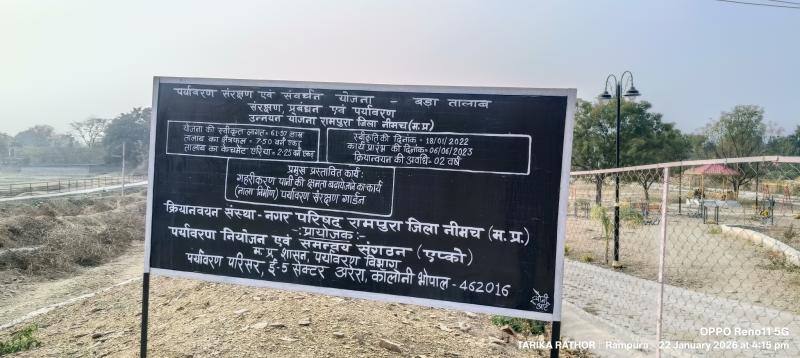 पर्यावरण संरक्षण एवं संवर्धन योजना - बड़ा तालाब
संरक्षण, प्रबंधन एवं पर्यावरण
उन्नयन योजना रामपुरा जिला नीमच (म.प्र.)
योजना की स्वीकृत लागत = 61.57 लाख
तालाब का क्षेत्रफल = 7.50 वर्ग एकड़
तालाब का केचमेंट एरिया = 2.25 वर्ग एकड़
स्वीकृति की दिनांक = 18/01/2022
कार्य प्रारंभ की दिनांक = 06/06/2023
क्रियान्वयन की अवधि - 02 वर्ष
प्रमुख प्रस्तावित कार्य:
गहरीकरण पानी की क्षमता बढ़ायेजाने का कार्य
(नाला निर्माण) पर्यावरण संरक्षण गार्डन
क्रियानवयन संस्था - नगर परिषद रामपुरा जिला नीमच (म.प्र.)
-: प्रायोजक :-
पर्यावरण नियोजन एवं समन्वय संगठन (एप्को)
म.प्र. शासन, पर्यावरण विभाग
पर्यावरण परिसर, ई-5 सेक्टर अरेरा, कॉलोनी भोपाल - 462016
OPPO Reno11 5G
TARIKA RATHOR | Rampura | 22 January 2026 at 4:15 pm